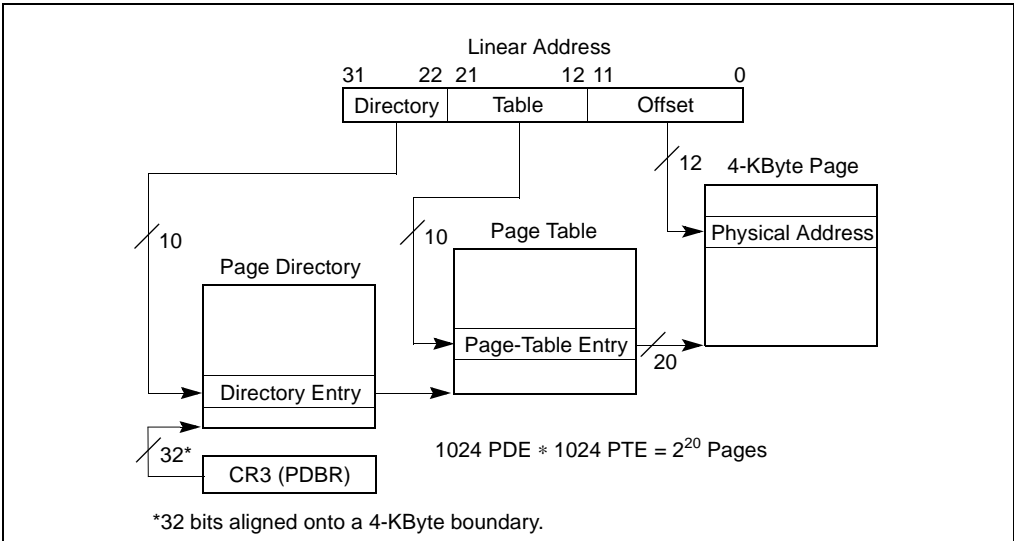 Linear Address
31 22 21 12 11 0
Directory Table Offset
12
4-KByte Page
Physical Address
10
10
Page Table
Page Directory
Page-Table Entry
20
Directory Entry
32*
CR3 (PDBR)
1024 PDE ∗ 1024 PTE = 2²⁰ Pages
*32 bits aligned onto a 4-KByte boundary.